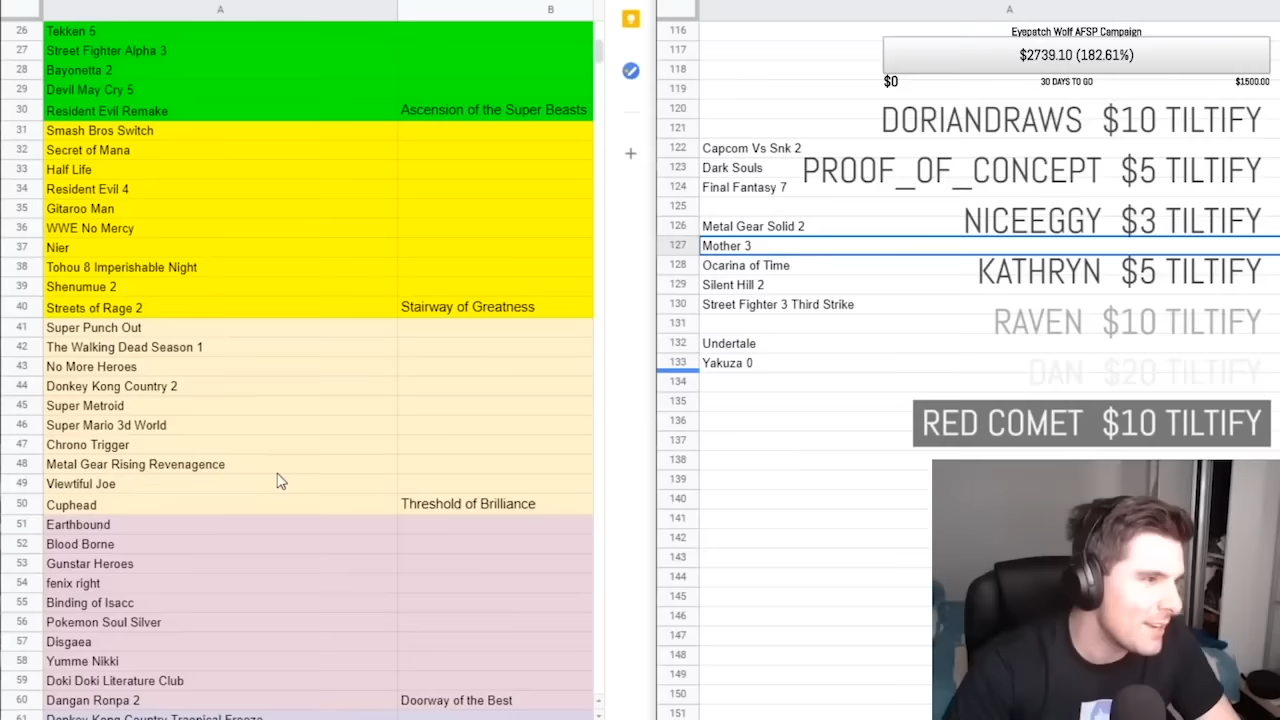 A
B
26 Tekken 5
27 Street Fighter Alpha 3
28 Bayonetta 2
29 Devil May Cry 5
30 Resident Evil Remake Ascension of the Super Beasts
31 Smash Bros Switch
32 Secret of Mana
33 Half Life
34 Resident Evil 4
35 Gitaroo Man
36 WWE No Mercy
37 Nier
38 Tohou 8 Imperishable Night
39 Shenumue 2
40 Streets of Rage 2 Stairway of Greatness
41 Super Punch Out
42 The Walking Dead Season 1
43 No More Heroes
44 Donkey Kong Country 2
45 Super Metroid
46 Super Mario 3d World
47 Chrono Trigger
48 Metal Gear Rising Revenagence
49 Viewtiful Joe
50 Cuphead Threshold of Brilliance
51 Earthbound
52 Blood Borne
53 Gunstar Heroes
54 fenix right
55 Binding of Isacc
56 Pokemon Soul Silver
57 Disgaea
58 Yumme Nikki
59 Doki Doki Literature Club
60 Dangan Ronpa 2 Doorway of the Best
61 Donkey Kong Country Trapical Freeze
A
116
117
118
119
120
121
122 Capcom Vs Snk 2
123 Dark Souls
124 Final Fantasy 7
125
126 Metal Gear Solid 2
127 Mother 3
128 Ocarina of Time
129 Silent Hill 2
130 Street Fighter 3 Third Strike
131
132 Undertale
133 Yakuza 0
134
135
136
137
138
139
140
141
142
143
144
145
146
147
148
149
150
151
Eyepatch Wolf AFSP Campaign
$2739.10 (182.61%)
$0 30 DAYS TO GO $1500.00
DORIANDRAWS $10 TILTIFY
PROOF_OF_CONCEPT $5 TILTIFY
NICEEGGY $3 TILTIFY
KATHRYN $5 TILTIFY
RAVEN $10 TILTIFY
DAN $20 TILTIFY
RED COMET $10 TILTIFY